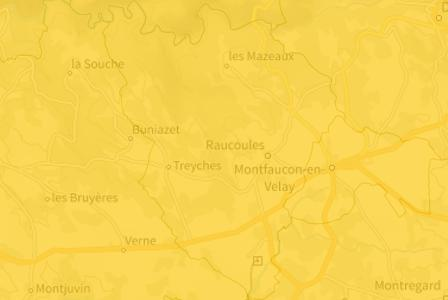 D
les Mazeaux
la Souche
Buniazet
Raucoules
Treyches
Montfaucon-en-
Velay
les Bruyères
Verne
Montjuvin
Montregard